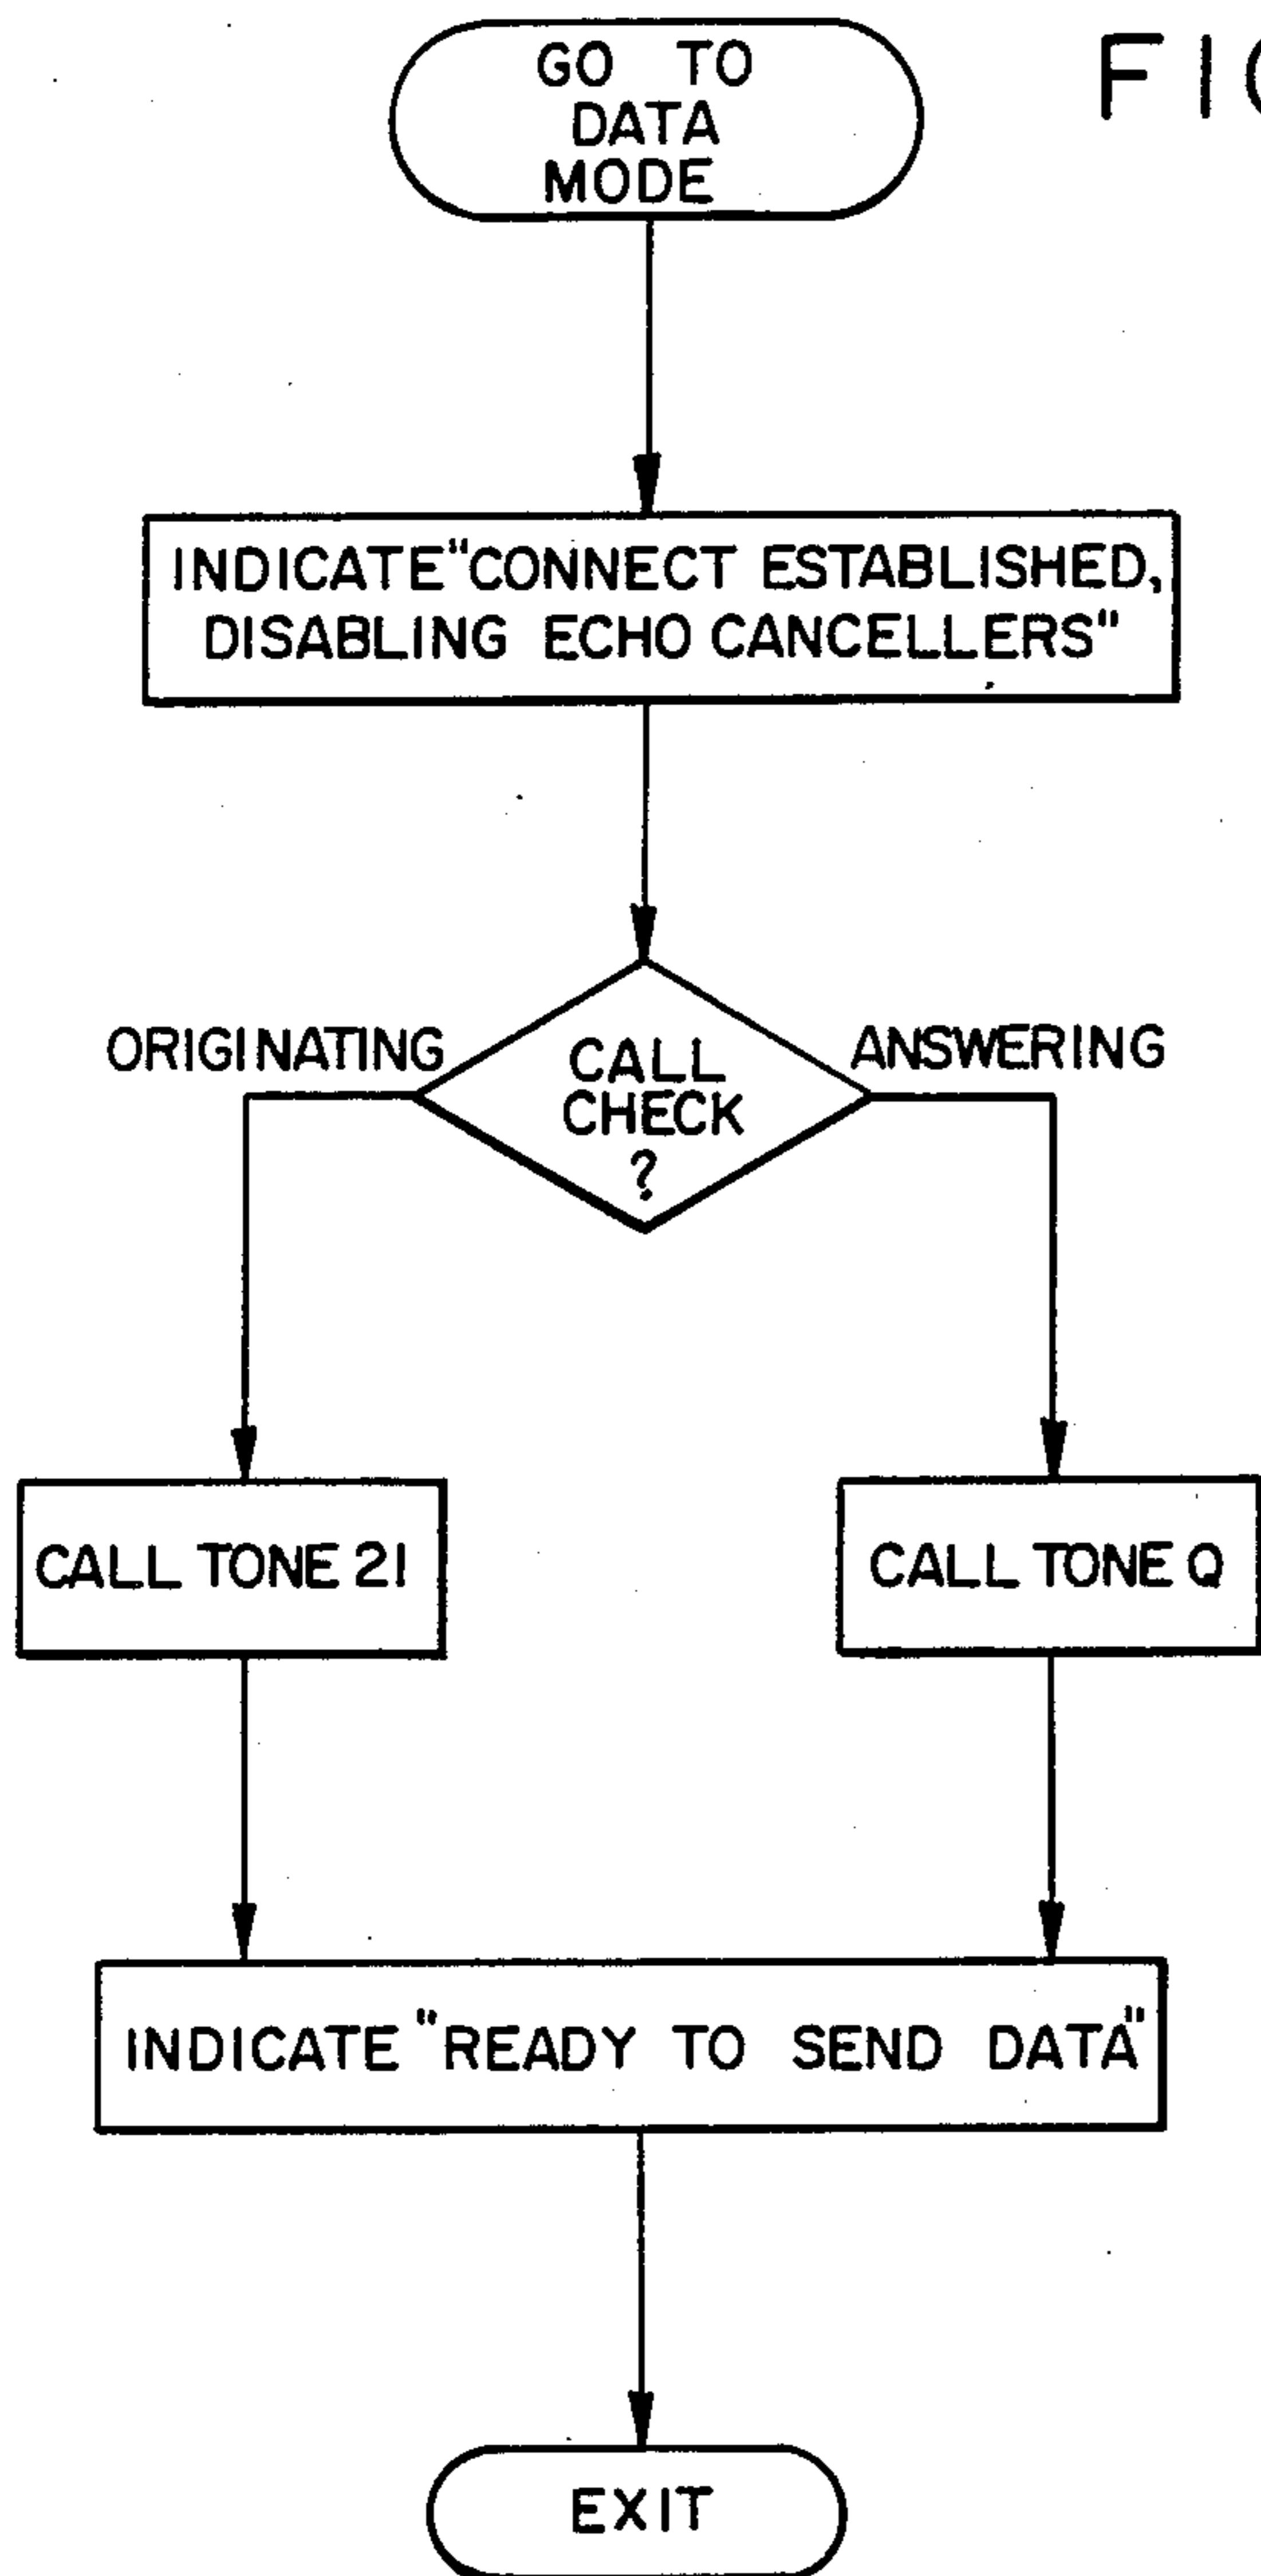 GO TO
DATA
MODE
INDICATE "CONNECT ESTABLISHED,
DISABLING ECHO CANCELLERS"
ORIGINATING
CALL
CHECK
?
ANSWERING
CALL TONE 21
CALL TONE Q
INDICATE "READY TO SEND DATA"
EXIT